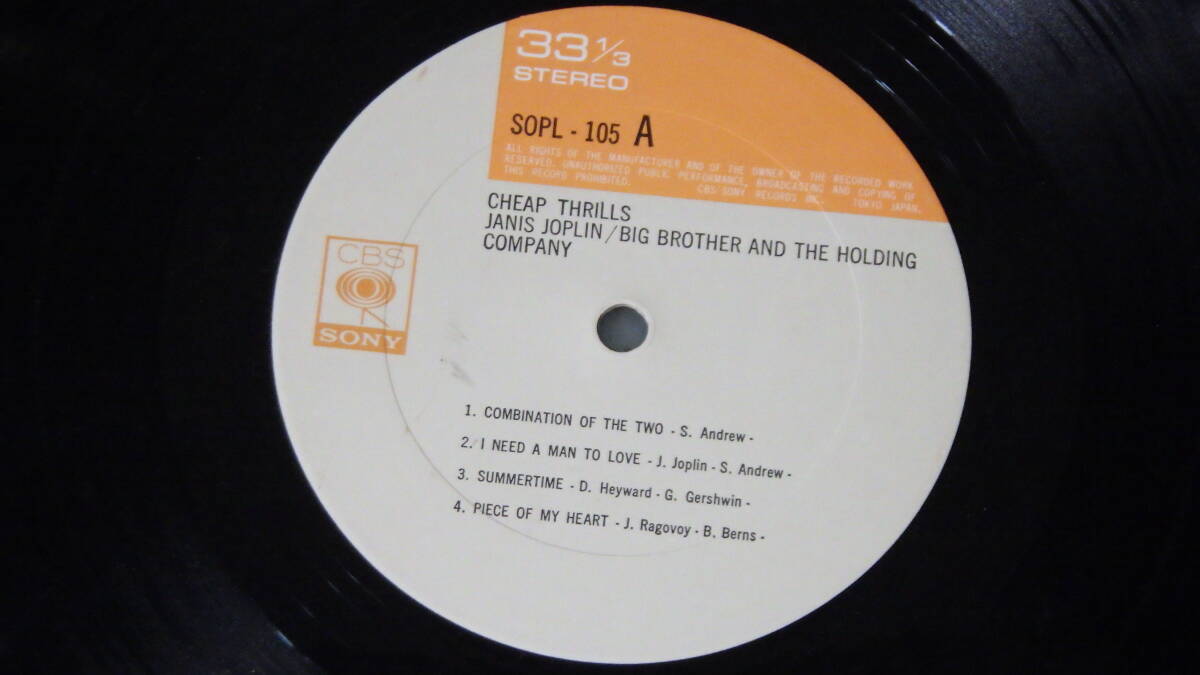 33 1/3
STEREO
SOPL - 105 A
ALL RIGHTS OF THE MANUFACTURER AND OF THE OWNER OF THE RECORDED WORK
RESERVED. UNAUTHORIZED PUBLIC PERFORMANCE, BROADCASTING AND COPYING OF
THIS RECORD PROHIBITED. CBS/SONY RECORDS INC. TOKYO JAPAN.
CHEAP THRILLS
JANIS JOPLIN/BIG BROTHER AND THE HOLDING
COMPANY
CBS
SONY
1. COMBINATION OF THE TWO - S. Andrew -
2. I NEED A MAN TO LOVE - J. Joplin - S. Andrew -
3. SUMMERTIME - D. Heyward - G. Gershwin -
4. PIECE OF MY HEART - J. Ragovoy - B. Berns -